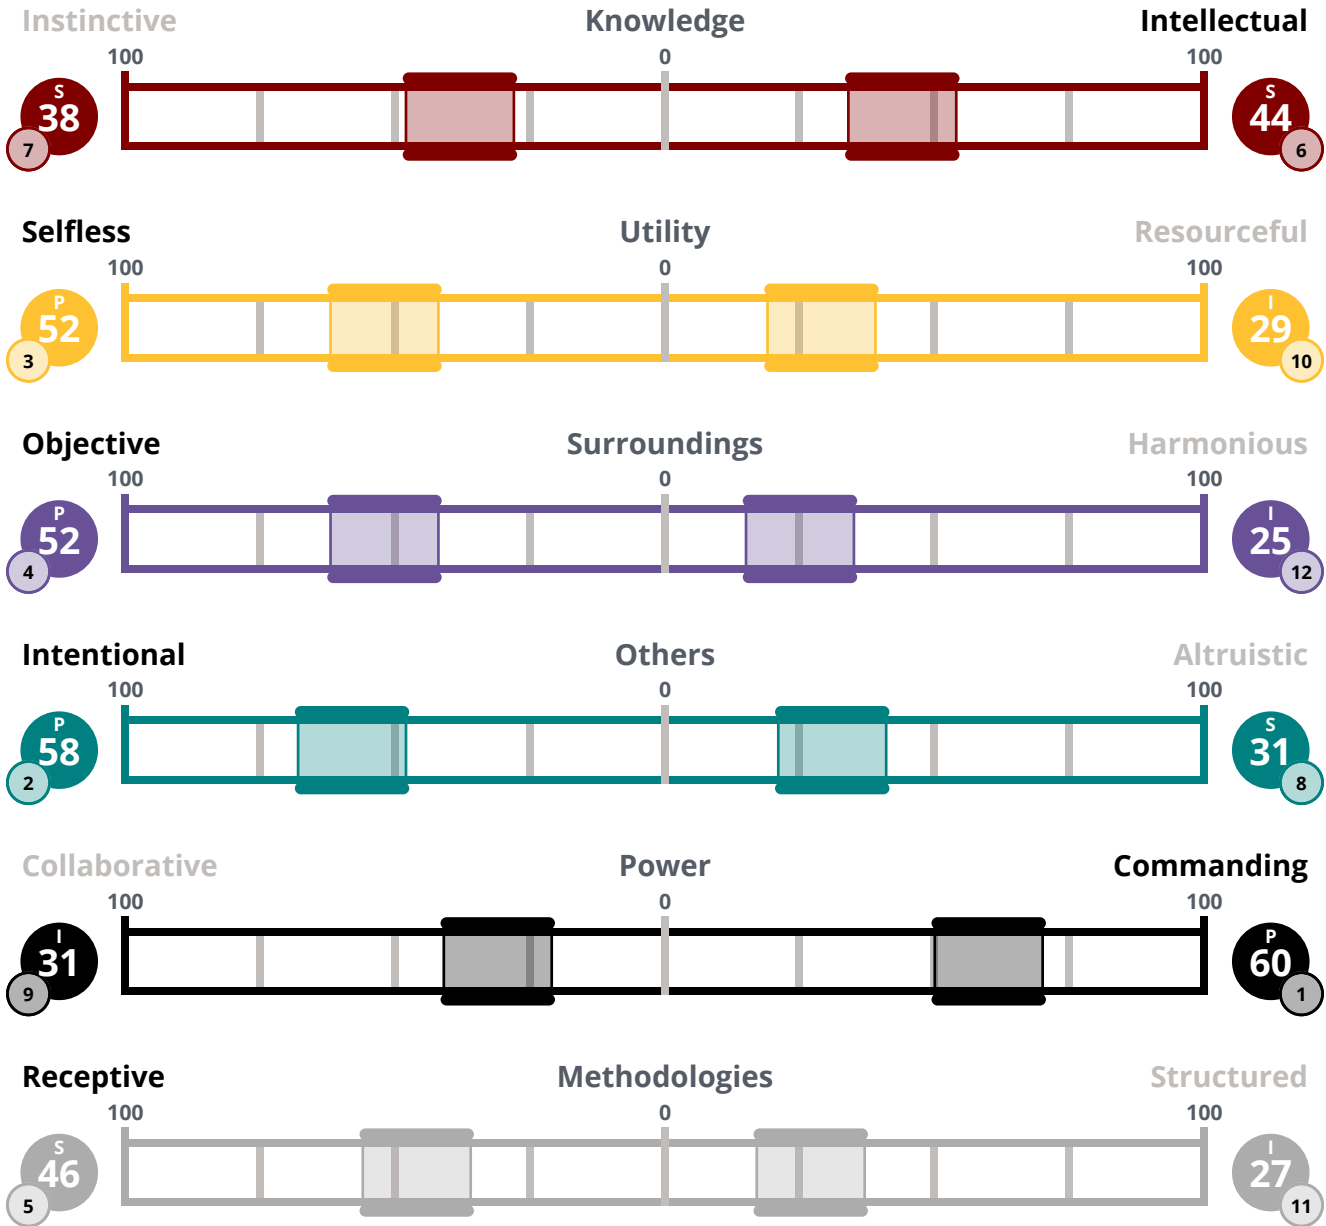 Instinctive Knowledge Intellectual
100 0 100
S S
38 44
7 6
Selfless Utility Resourceful
100 0 100
P I
52 29
3 10
Objective Surroundings Harmonious
100 0 100
P I
52 25
4 12
Intentional Others Altruistic
100 0 100
P S
58 31
2 8
Collaborative Power Commanding
100 0 100
I P
31 60
9 1
Receptive Methodologies Structured
100 0 100
S I
46 27
5 11